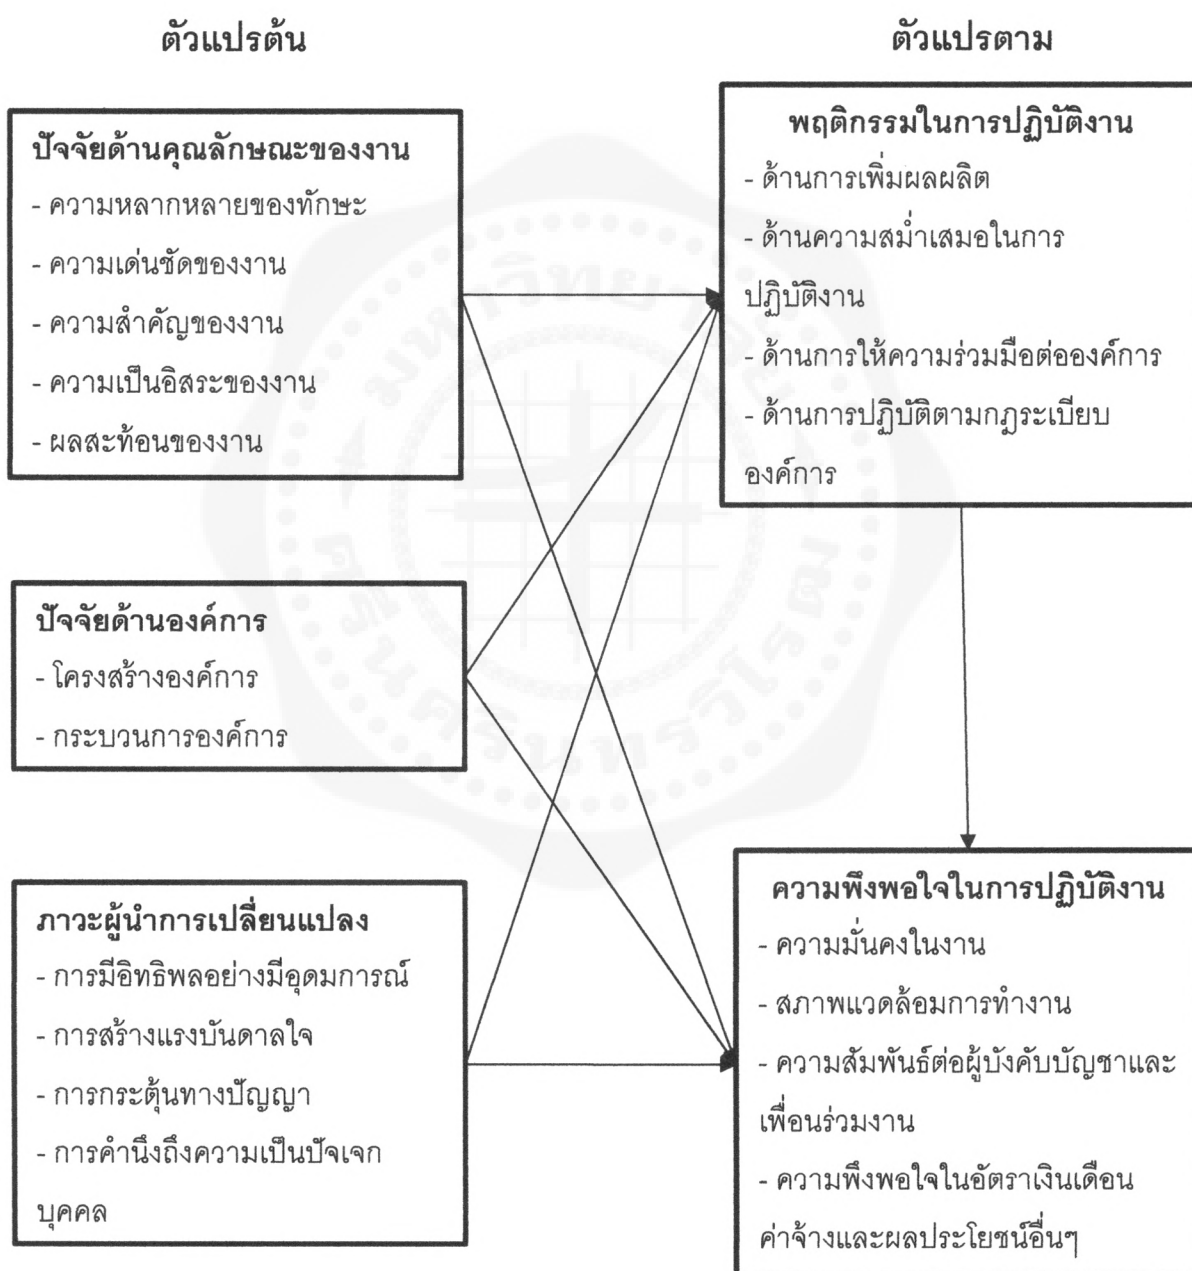 ตัวแปรต้น
ตัวแปรตาม
ปัจจัยด้านคุณลักษณะของงาน
- ความหลากหลายของทักษะ
- ความเด่นชัดของงาน
- ความสำคัญของงาน
- ความเป็นอิสระของงาน
- ผลสะท้อนของงาน
ปัจจัยด้านองค์การ
- โครงสร้างองค์การ
- กระบวนการองค์การ
ภาวะผู้นำการเปลี่ยนแปลง
- การมีอิทธิพลอย่างมีอุดมการณ์
- การสร้างแรงบันดาลใจ
- การกระตุ้นทางปัญญา
- การคำนึงถึงความเป็นปัจเจก
บุคคล
พฤติกรรมในการปฏิบัติงาน
- ด้านการเพิ่มผลผลิต
- ด้านความสม่ำเสมอในการ
ปฏิบัติงาน
- ด้านการให้ความร่วมมือต่อองค์การ
- ด้านการปฏิบัติตามกฎระเบียบ
องค์การ
ความพึงพอใจในการปฏิบัติงาน
- ความมั่นคงในงาน
- สภาพแวดล้อมการทำงาน
- ความสัมพันธ์ต่อผู้บังคับบัญชาและ
เพื่อนร่วมงาน
- ความพึงพอใจในอัตราเงินเดือน
ค่าจ้างและผลประโยชน์อื่นๆ
มหาวิทยาลัย
ศรีนครินทรวิโรฒ